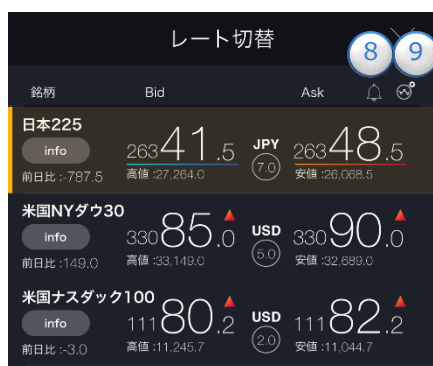 レート切替
8 9
銘柄 Bid Ask
日本225
info 26341.5 JPY 26348.5
7.0
前日比:-787.5 高値:27,264.0 安値:26,068.5
米国NYダウ30
info 33085.0 USD 33090.0
5.0
前日比:149.0 高値:33,149.0 安値:32,689.0
米国ナスダック100
info 11180.2 USD 11182.2
2.0
前日比:-3.0 高値:11,245.7 安値:11,044.7